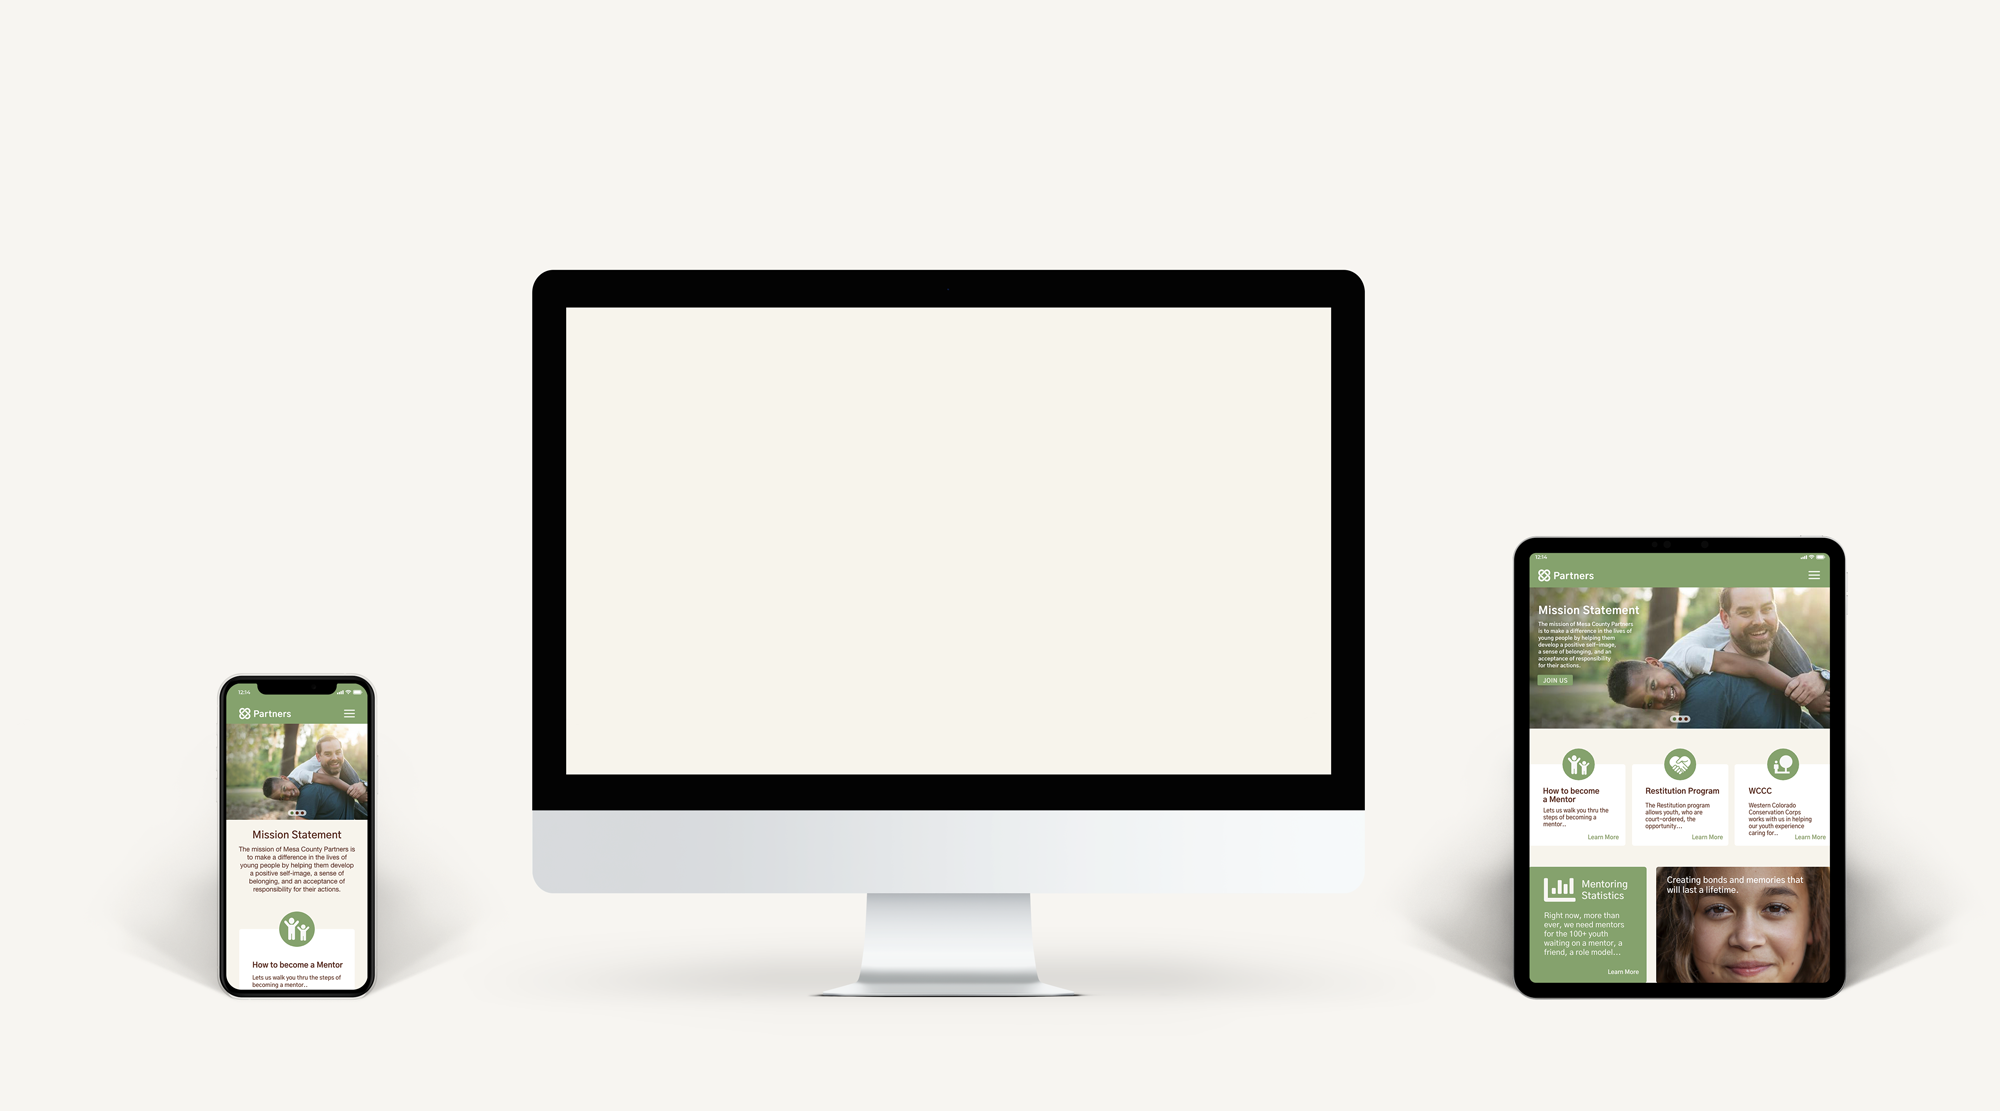 12:14
Partners
Mission Statement
The mission of Mesa County Partners is
to make a difference in the lives of
young people by helping them develop
a positive self-image, a sense of
belonging, and an acceptance of
responsibility for their actions.
How to become a Mentor
Lets us walk you thru the steps of
becoming a mentor..
12:14
Partners
Mission Statement
The mission of Mesa County Partners
is to make a difference in the lives of
young people by helping them
develop a positive self-image,
a sense of belonging, and an
acceptance of responsibility
for their actions.
JOIN US
How to become
a Mentor
Lets us walk you thru the
steps of becoming a
mentor..
Learn More
Restitution Program
The Restitution program
allows youth, who are
court-ordered, the
opportunity...
Learn More
WCCC
Western Colorado
Conservation Corps
works with us in helping
our youth experience
caring for...
Learn More
Mentoring
Statistics
Right now, more than
ever, we need mentors
for the 100+ youth
waiting on a mentor, a
friend, a role model...
Learn More
Creating bonds and memories that
will last a lifetime.